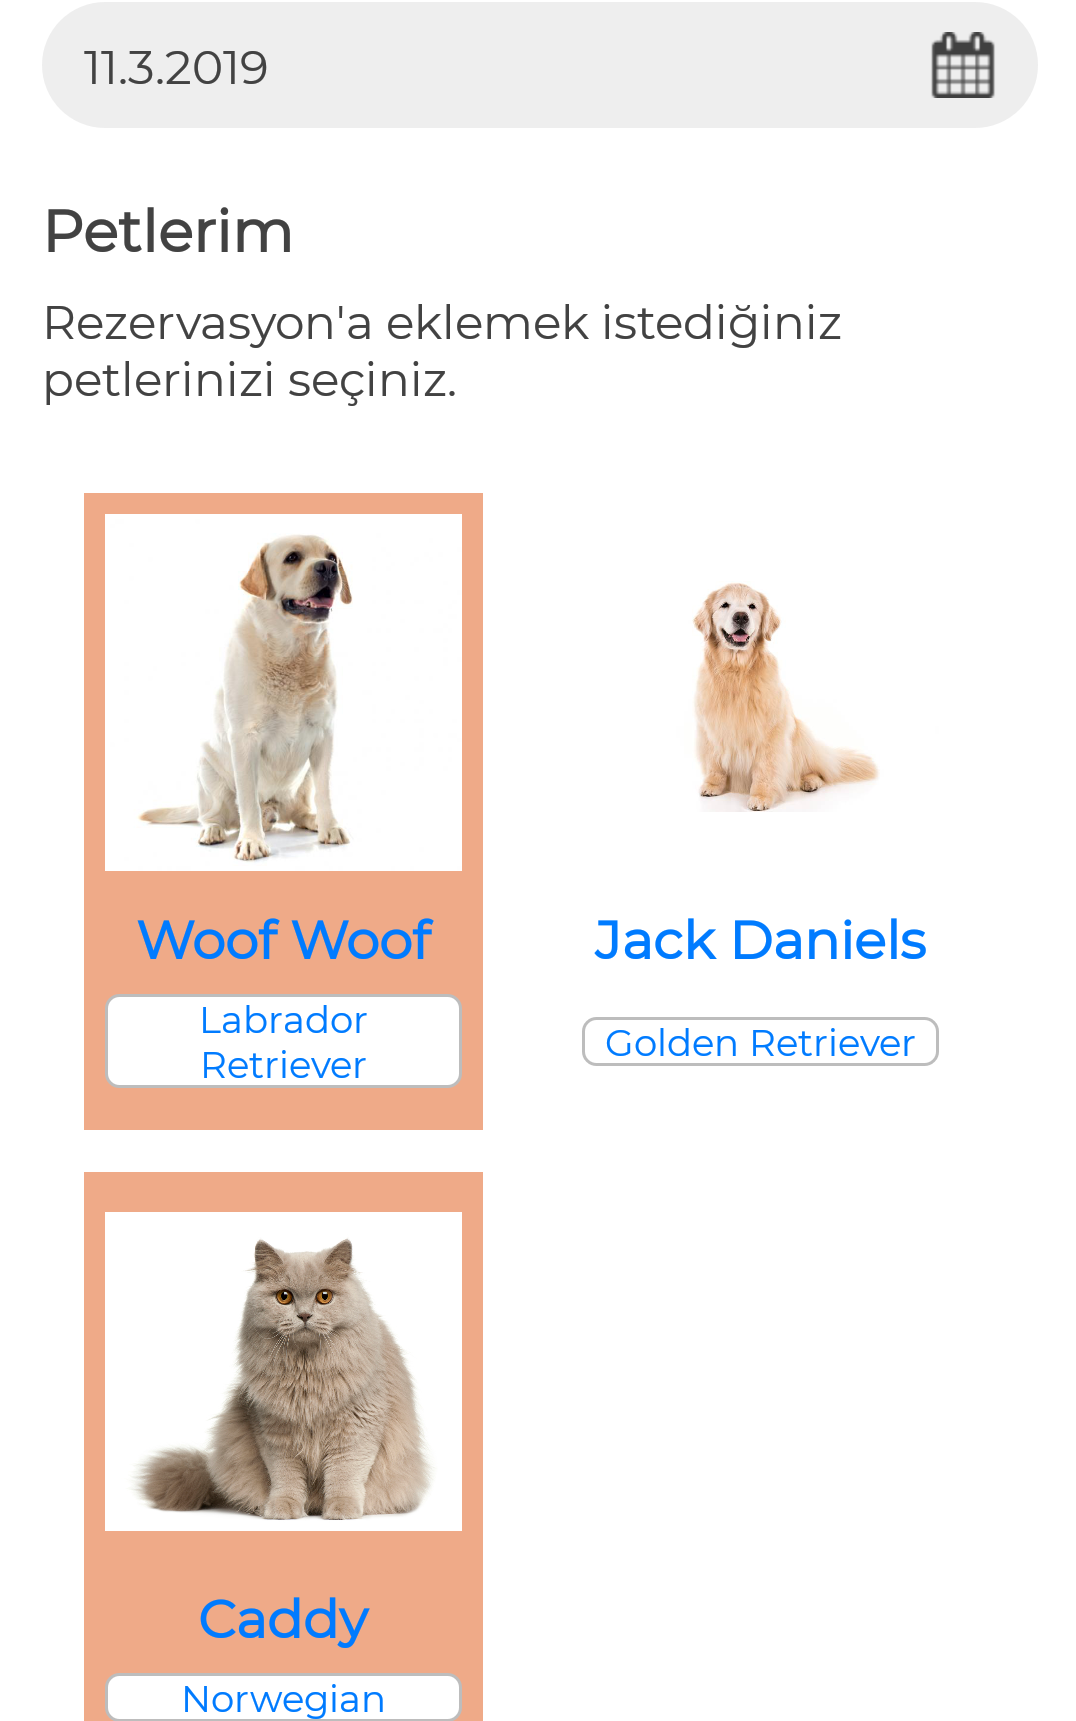 11.3.2019
Petlerim
Rezervasyon'a eklemek istediğiniz
petlerinizi seçiniz.
Woof Woof
Labrador
Retriever
Jack Daniels
Golden Retriever
Caddy
Norwegian